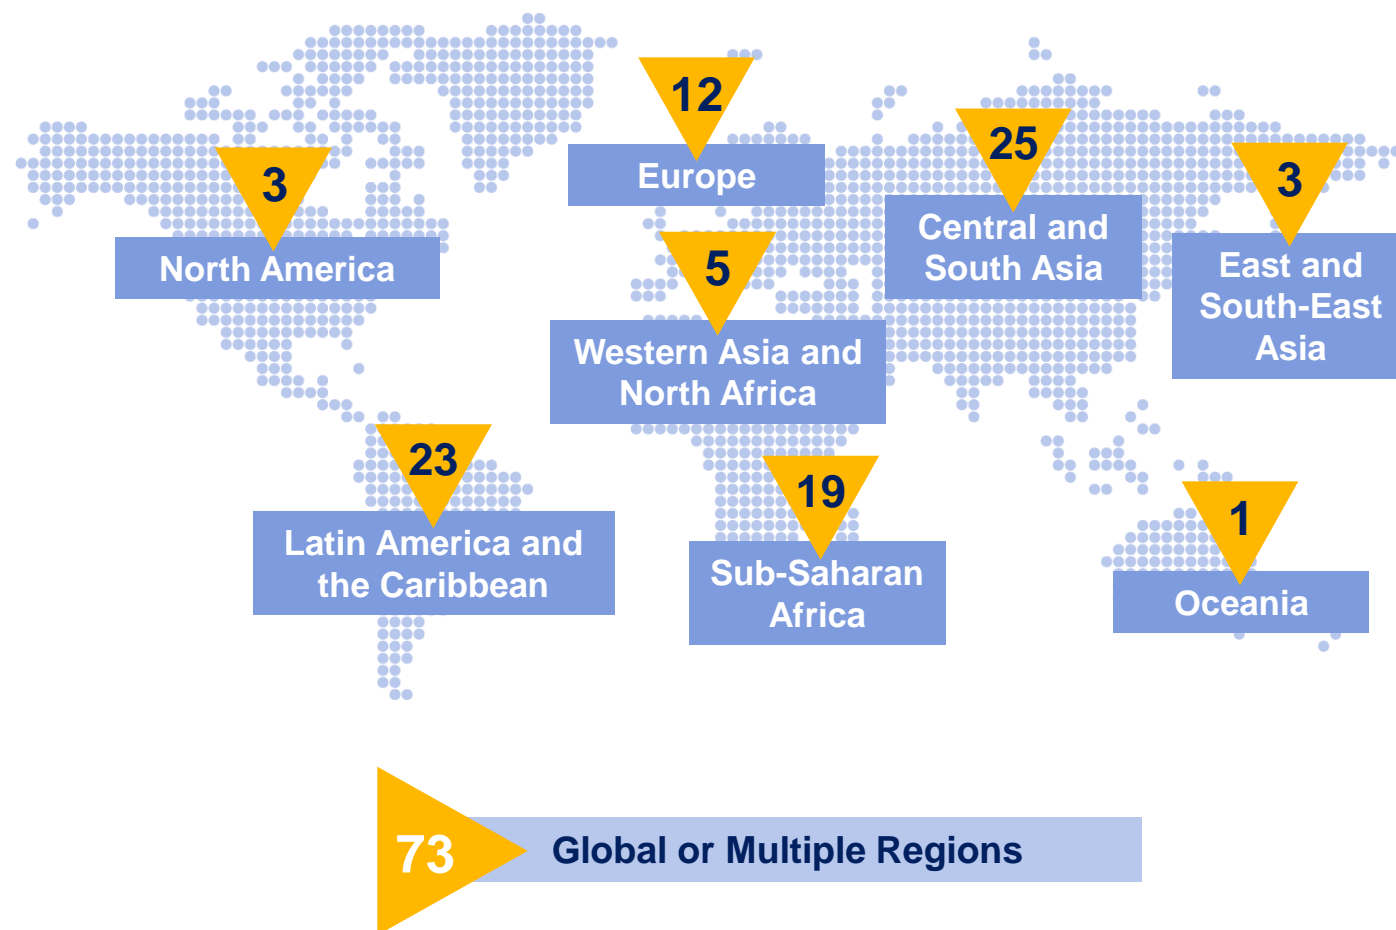 12
Europe
25
Central and
South Asia
3
East and
South-East
Asia
3
North America
5
Western Asia and
North Africa
23
Latin America and
the Caribbean
19
Sub-Saharan
Africa
1
Oceania
73
Global or Multiple Regions